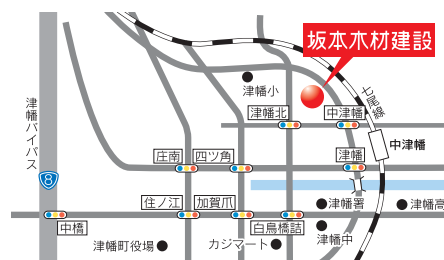 坂本木材建設
津幡小
七尾線
津幡北
中津幡
津幡バイパス
中津幡
庄南
四ツ角
津幡
8
住ノ江
加賀爪
津幡署
津幡高
中橋
白鳥橋詰
津幡町役場
カジマート
津幡中